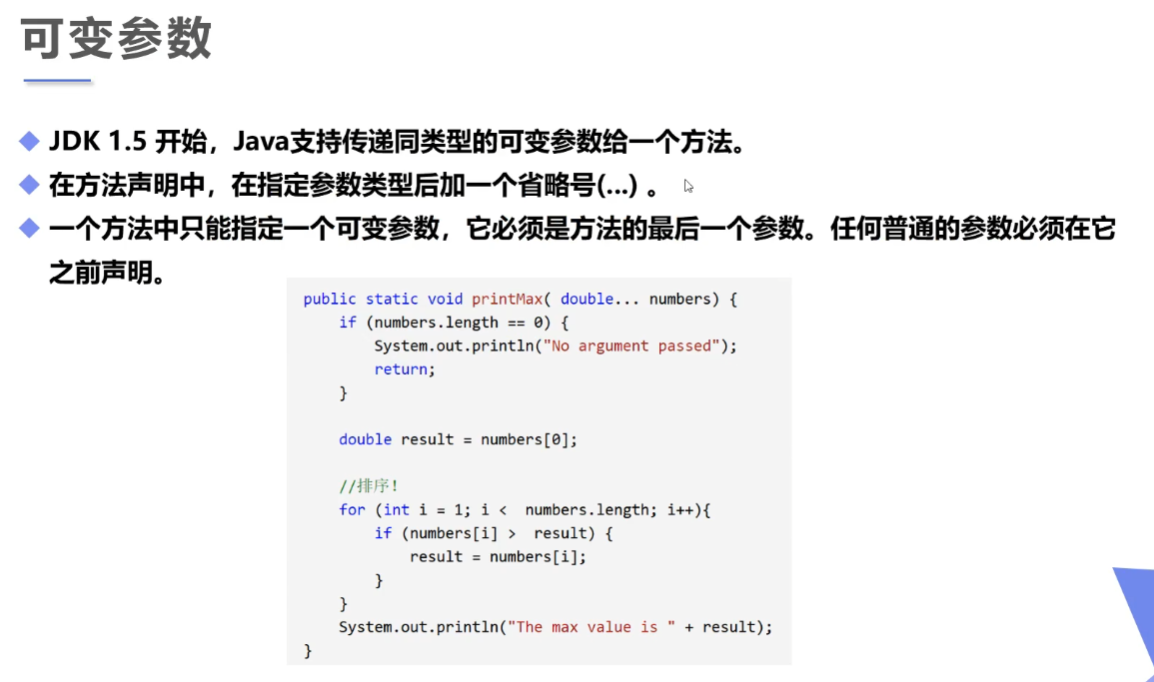 可变参数
JDK 1.5 开始，Java支持传递同类型的可变参数给一个方法。
在方法声明中，在指定参数类型后加一个省略号(...) 。
一个方法中只能指定一个可变参数，它必须是方法的最后一个参数。任何普通的参数必须在它
之前声明。
public static void printMax( double... numbers) {
    if (numbers.length == 0) {
        System.out.println("No argument passed");
        return;
    }
    double result = numbers[0];
    //排序！
    for (int i = 1; i <  numbers.length; i++){
        if (numbers[i] >  result) {
            result = numbers[i];
        }
    }
    System.out.println("The max value is " + result);
}